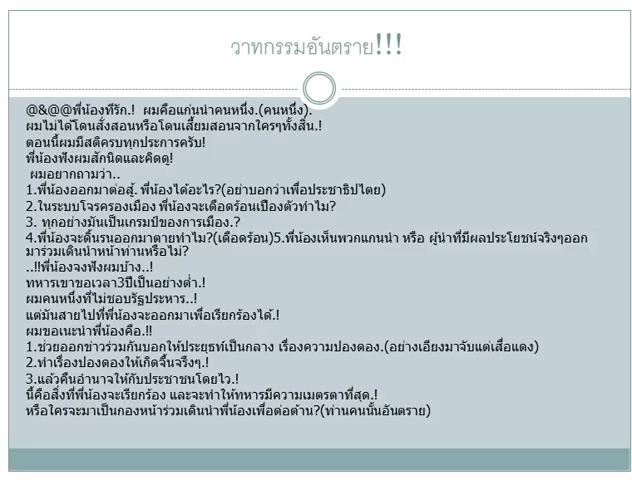 วาทกรรมอันตราย!!!
@&@@พี่น้องที่รัก.!  ผมคือแก่นนำคนหนึ่ง.(คนหนึ่ง).
ผมไม่ได้โดนสั่งสอนหรือโดนเสี้ยมสอนจากใครๆทั้งสิ้น.!
ตอนนี้ผมมีสติครบทุกประการครับ!
พี่น้องฟังผมสักนิดและคิดดู!
ผมอยากถามว่า..
1.พี่น้องออกมาต่อสู้. พี่น้องได้อะไร?(อย่าบอกว่าเพื่อประชาธิปไตย)
2.ในระบบโจรครองเมือง พี่น้องจะเดือดร้อนเปืองตัวทำไม?
3. ทุกอย่างมันเป็นเกรมป์ของการเมือง.?
4.พี่น้องจะดิ้นรนออกมาตายทำไม?(เดือดร้อน)5.พี่น้องเห็นพวกแกนนำ หรือ ผู้นำที่มีผลประโยชน์จริงๆออก
มาร่วมเดินนำหน้าท่านหรือไม่?
..!!พี่น้องจงฟังผมบ้าง..!
ทหารเขาขอเวลา3ปีเป็นอย่างต่ำ.!
ผมคนหนึ่งที่ไม่ชอบรัฐประหาร..!
แต่มันสายไปที่พี่น้องจะออกมาเพื่อเรียกร้องได้.!
ผมขอเนะนำพี่น้องคือ.!!
1.ช่วยออกข่าวร่วมกันบอกให้ประยุธท์เป็นกลาง เรื่องความปองดอง.(อย่างเอียงมาจับแต่เสื่อแดง)
2.ทำเรื่องปองดองให้เกิดขึ้นจริงๆ.!
3.แล้วคืนอำนาจให้กับประชาชนโดยไว.!
นี้คือสิ่งที่พี่น้องจะเรียกร้อง และจะทำให้ทหารมีความเมตรตาที่สุด.!
หรือใครจะมาเป็นกองหน้าร่วมเดินนำพี่น้องเพื่อต่อต้าน?(ท่านคนนั้นอันตราย)